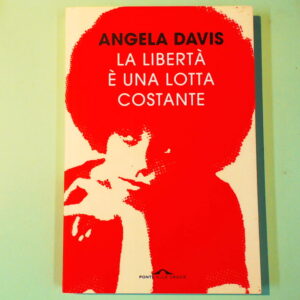 ANGELA DAVIS
LA LIBERTÀ
È UNA LOTTA
COSTANTE
PONTE ALLE GRAZIE